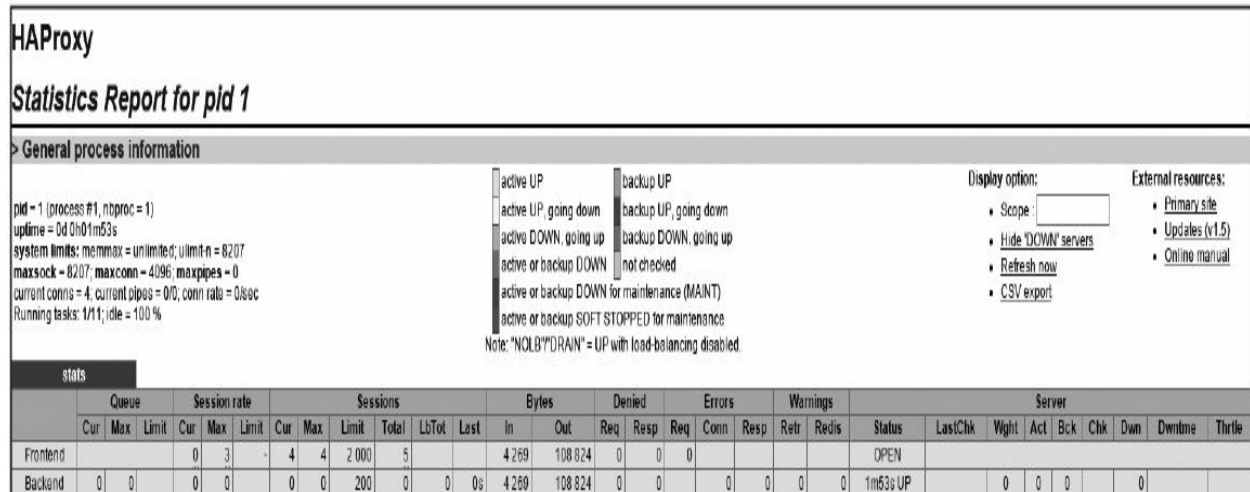 HAProxy
Statistics Report for pid 1
> General process information
pid = 1 (process #1, nbproc = 1)
uptime = 0d 0h01m53s
system limits: memmax = unlimited; ulimit-n = 8207
maxsock = 8207; maxconn = 4096; maxpipes = 0
current conns = 4; current pipes = 0/0; conn rate = 0/sec
Running tasks: 1/11; idle = 100 %
active UP backup UP
active UP, going down backup UP, going down
active DOWN, going up backup DOWN, going up
active or backup DOWN not checked
active or backup DOWN for maintenance (MAINT)
active or backup SOFT STOPPED for maintenance
Note: "NOLB"/"DRAIN" = UP with load-balancing disabled.
Display option:
• Scope :
• Hide 'DOWN' servers
• Refresh now
• CSV export
External resources:
• Primary site
• Updates (v1.5)
• Online manual
stats
Queue Session rate Sessions Bytes Denied Errors Warnings Server
Cur Max Limit Cur Max Limit Cur Max Limit Total LbTot Last In Out Req Resp Req Conn Resp Retr Redis Status LastChk Wght Act Bck Chk Dwn Dwntme Thrtle
Frontend 0 3 - 4 4 2 000 5 4 269 108 824 0 0 0 OPEN
Backend 0 0 0 0 0 0 200 0 0 0s 4 269 108 824 0 0 0 0 0 0 1m53s UP 0 0 0 0